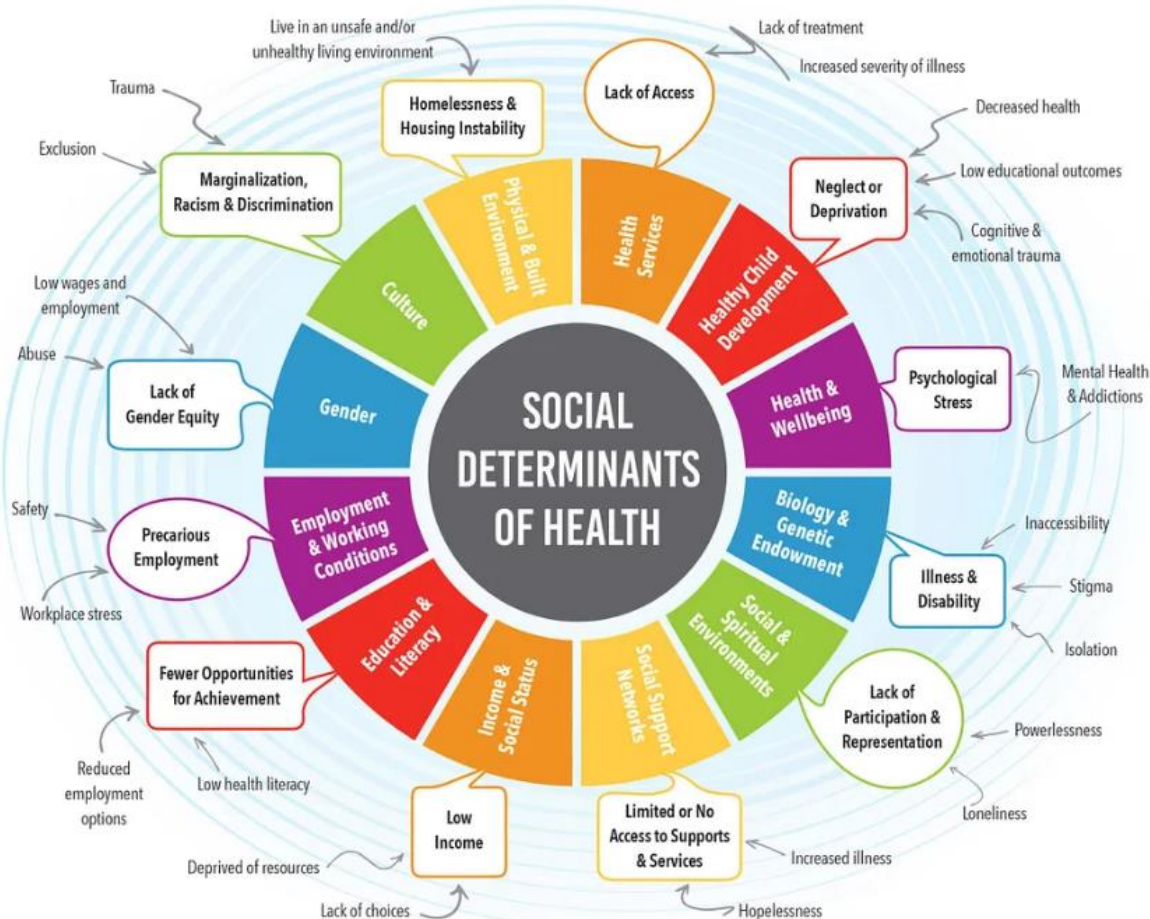 SOCIAL
DETERMINANTS
OF HEALTH
Health
Services
Lack of Access
Lack of treatment
Increased severity of illness
Healthy Child
Development
Neglect or
Deprivation
Decreased health
Low educational outcomes
Cognitive &
emotional trauma
Health &
Wellbeing
Psychological
Stress
Mental Health
& Addictions
Biology &
Genetic
Endowment
Illness &
Disability
Inaccessibility
Stigma
Isolation
Social &
Spiritual
Environments
Lack of
Participation &
Representation
Powerlessness
Loneliness
Social Support
Networks
Limited or No
Access to Supports
& Services
Increased illness
Hopelessness
Income &
Social Status
Low
Income
Deprived of resources
Lack of choices
Education &
Literacy
Fewer Opportunities
for Achievement
Reduced
employment
options
Low health literacy
Employment
& Working
Conditions
Precarious
Employment
Safety
Workplace stress
Gender
Lack of
Gender Equity
Low wages and
employment
Abuse
Culture
Marginalization,
Racism & Discrimination
Trauma
Exclusion
Physical & Built
Environment
Homelessness &
Housing Instability
Live in an unsafe and/or
unhealthy living environment